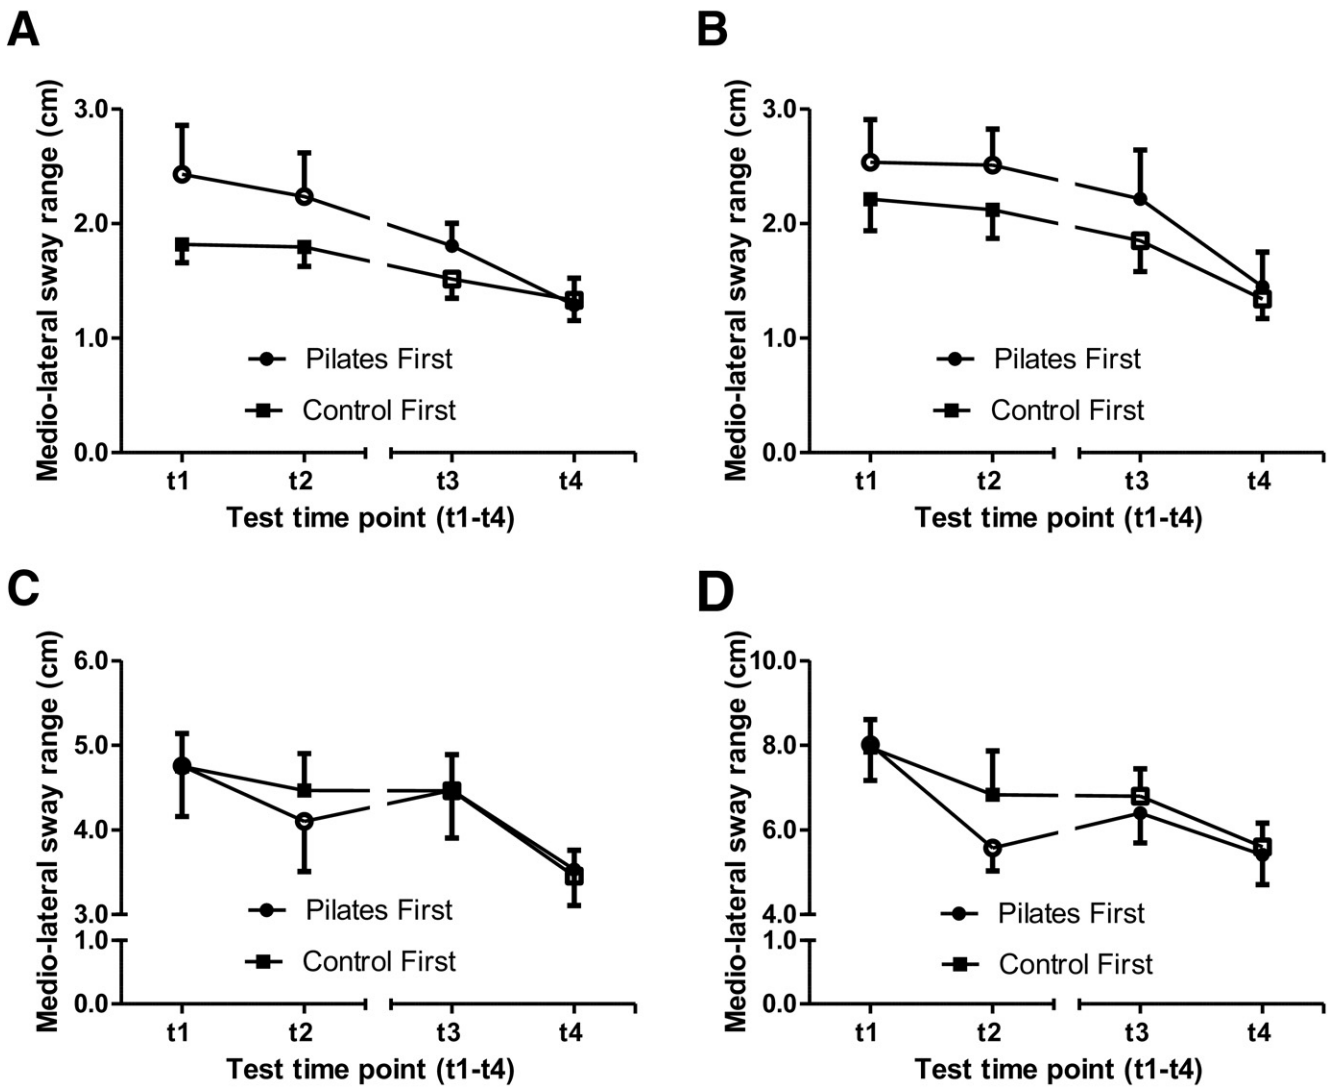 A
Medio-lateral sway range (cm)
3.0
2.0
1.0
0.0
Pilates First
Control First
t1 t2 t3 t4
Test time point (t1-t4)
B
Medio-lateral sway range (cm)
3.0
2.0
1.0
0.0
Pilates First
Control First
t1 t2 t3 t4
Test time point (t1-t4)
C
Medio-lateral sway range (cm)
6.0
5.0
4.0
3.0
1.0
0.0
Pilates First
Control First
t1 t2 t3 t4
Test time point (t1-t4)
D
Medio-lateral sway range (cm)
10.0
8.0
6.0
4.0
1.0
0.0
Pilates First
Control First
t1 t2 t3 t4
Test time point (t1-t4)